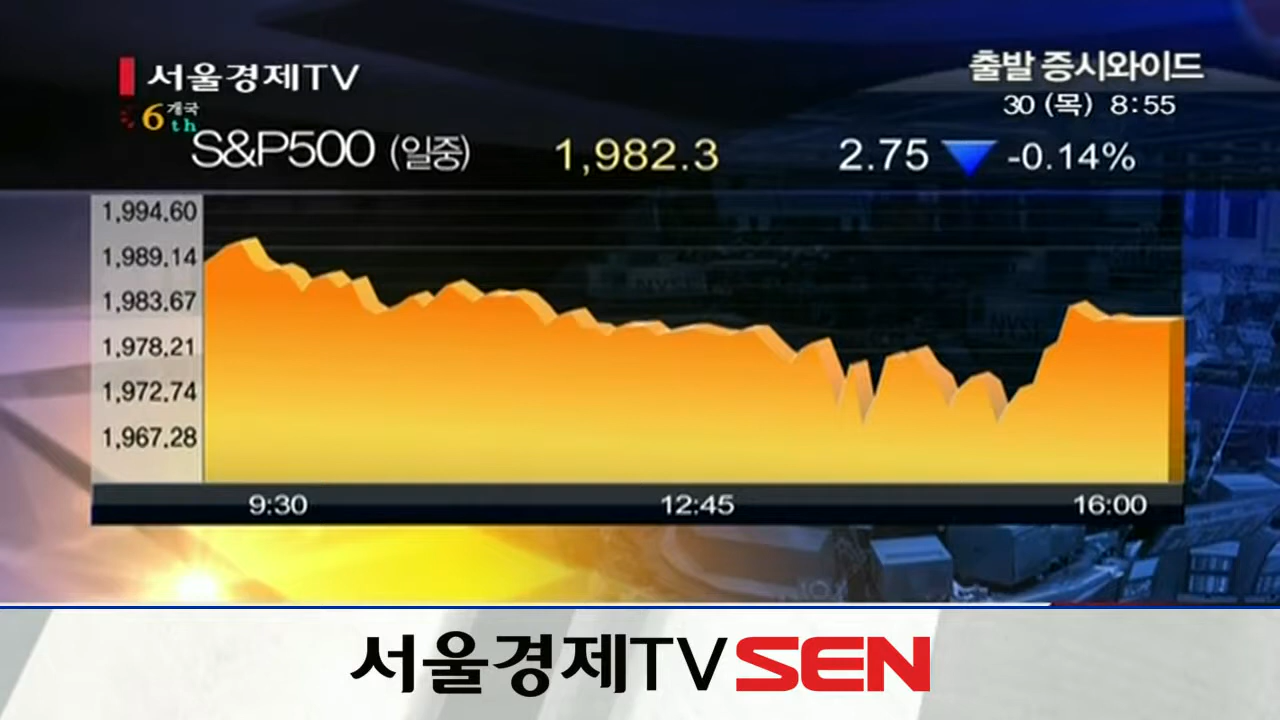 서울경제TV
출발 증시와이드
6th 개국
30 (목) 8:55
S&P500 (일중) 1,982.3 2.75 ▼ -0.14%
1,994.60
1,989.14
1,983.67
1,978.21
1,972.74
1,967.28
9:30 12:45 16:00
서울경제TV SEN